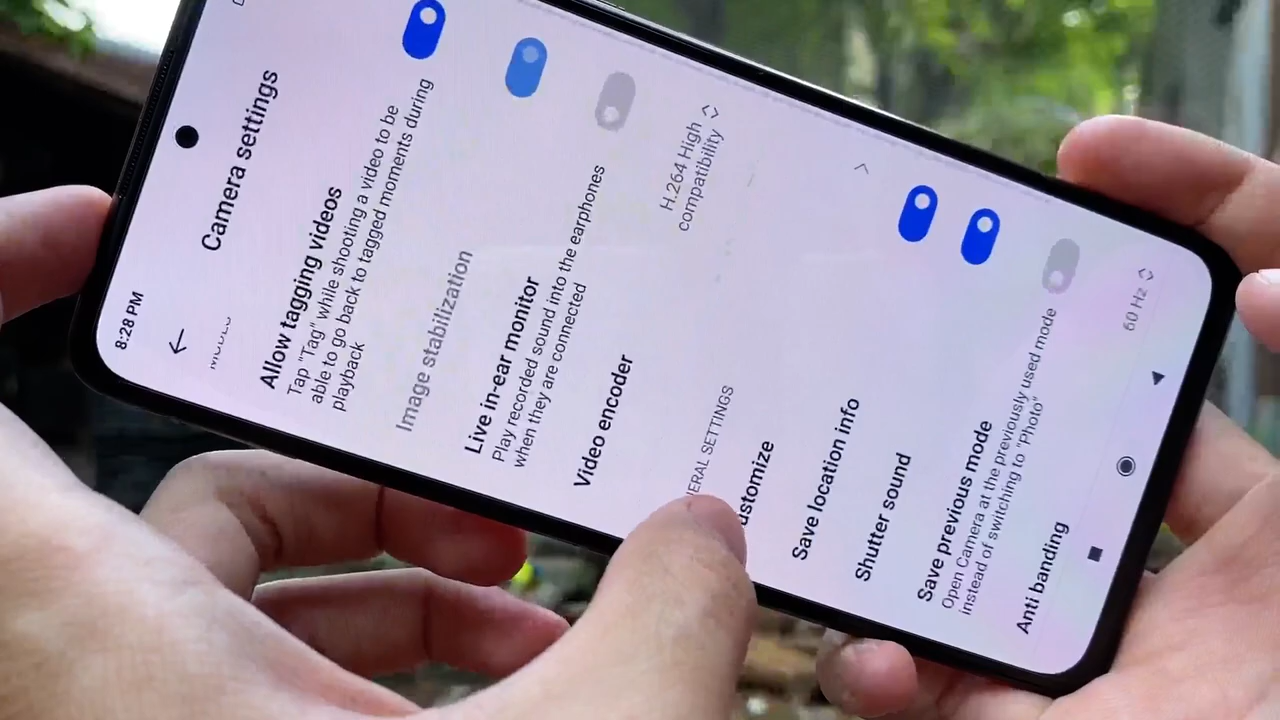 8:28 PM
Camera settings
Allow tagging videos
Tap "Tag" while shooting a video to be
able to go back to tagged moments during
playback
Image stabilization
Live in-ear monitor
Play recorded sound into the earphones
when they are connected
Video encoder
H.264 High
compatibility
ERAL SETTINGS
ustomize
Save location info
Shutter sound
Save previous mode
Open Camera at the previously used mode
instead of switching to "Photo"
Anti banding
60 Hz